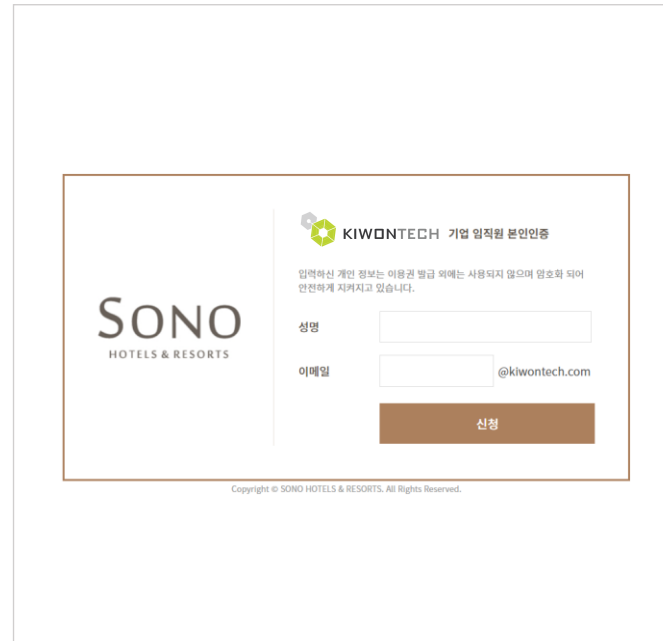 KIWONTECH 기업 임직원 본인인증
입력하신 개인 정보는 이용권 발급 외에는 사용되지 않으며 암호화 되어
안전하게 지켜지고 있습니다.
SONO
HOTELS & RESORTS
성명
이메일 @kiwontech.com
신청
Copyright © SONO HOTELS & RESORTS. All Rights Reserved.